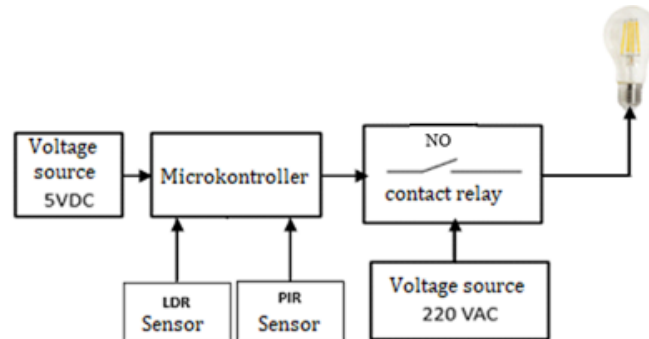 Voltage
source
5VDC
Microkontroller
NO
contact relay
LDR
Sensor
PIR
Sensor
Voltage source
220 VAC